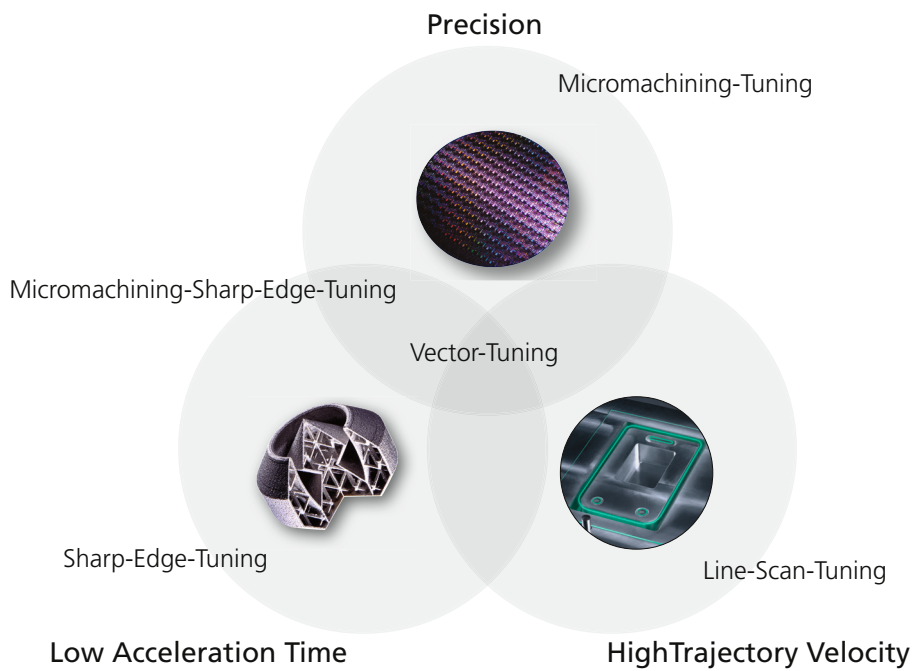 Precision
Micromachining-Tuning
Micromachining-Sharp-Edge-Tuning
Vector-Tuning
Sharp-Edge-Tuning
Line-Scan-Tuning
Low Acceleration Time
HighTrajectory Velocity